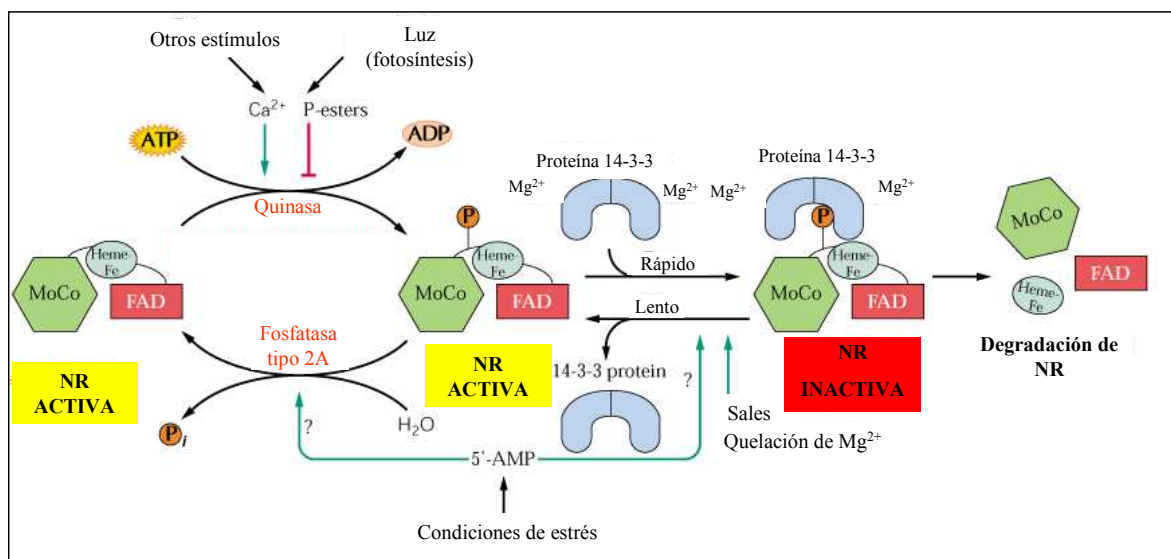 Otros estímulos
Luz
(fotosíntesis)
Ca2+
P-esters
ATP
ADP
Quinasa
Proteína 14-3-3
Mg2+
Mg2+
Proteína 14-3-3
Mg2+
Mg2+
P
P
MoCo
Heme-
Fe
FAD
MoCo
Heme-
Fe
FAD
Rápido
Lento
MoCo
Heme-
Fe
FAD
MoCo
Heme-
Fe
FAD
Fosfatasa
tipo 2A
NR
ACTIVA
NR
ACTIVA
14-3-3 protein
?
NR
INACTIVA
Degradación de
NR
Pi
?
H2O
Sales
Quelación de Mg2+
5'-AMP
Condiciones de estrés